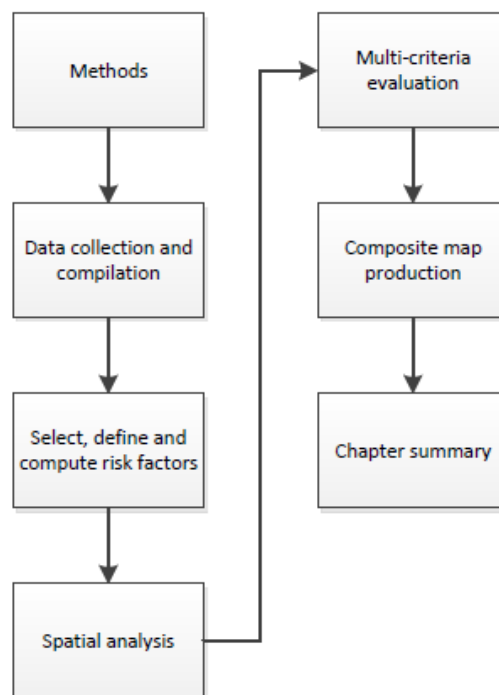 Methods
Data collection and
compilation
Select, define and
compute risk factors
Spatial analysis
Multi-criteria
evaluation
Composite map
production
Chapter summary